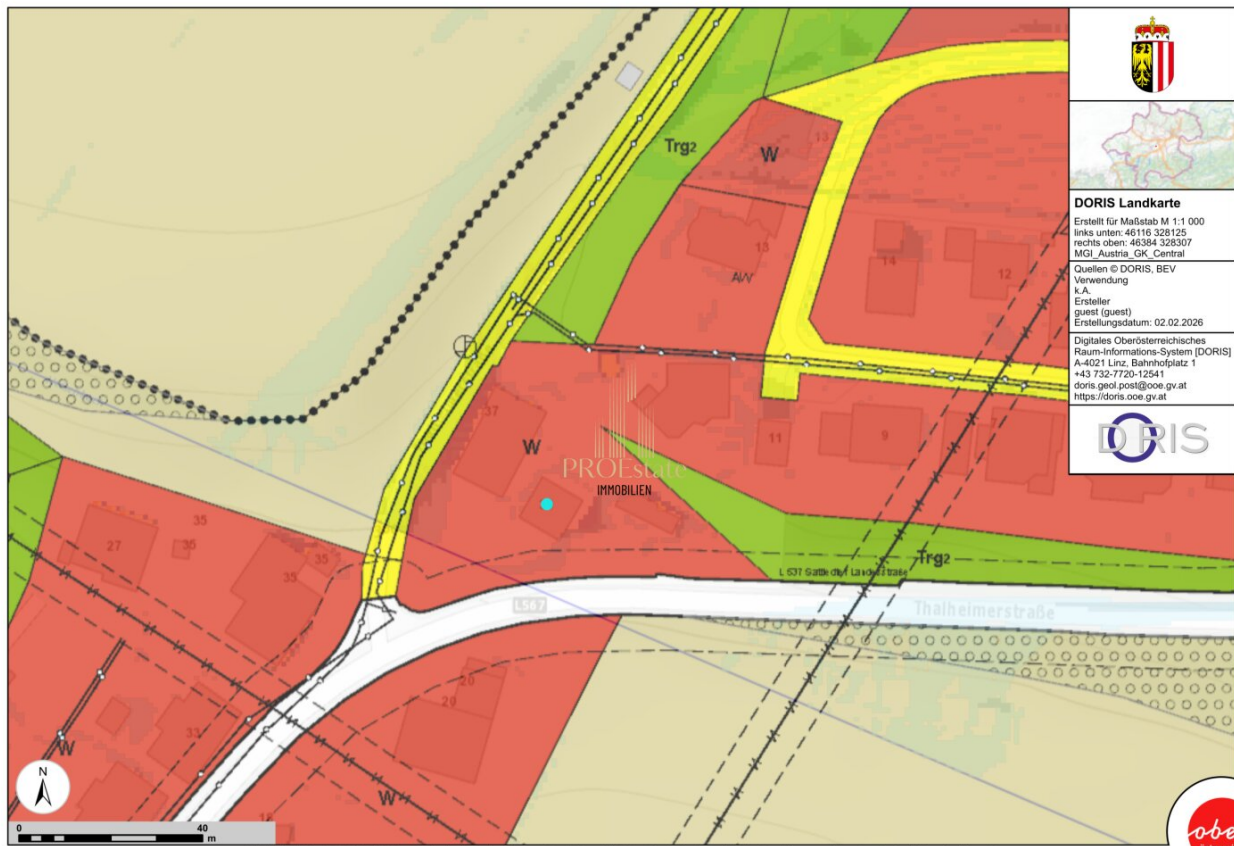 Trg2
W
13
13
AW
14
12
37
W
11
9
PROEstate
IMMOBILIEN
35
35
35
35
27
Trg2
L567
Thalheimerstraße
20
20
33
W
W
N
0 40
m
DORIS Landkarte
Erstellt für Maßstab M 1:1 000
links unten: 46116 328125
rechts oben: 46384 328307
MGI_Austria_GK_Central
Quellen © DORIS, BEV
Verwendung
k.A.
Ersteller
guest (guest)
Erstellungsdatum: 02.02.2026
Digitales Oberösterreichisches
Raum-Informations-System [DORIS]
A-4021 Linz, Bahnhofplatz 1
+43 732-7720-12541
doris.geol.post@ooe.gv.at
https://doris.ooe.gv.at
DORIS
obe